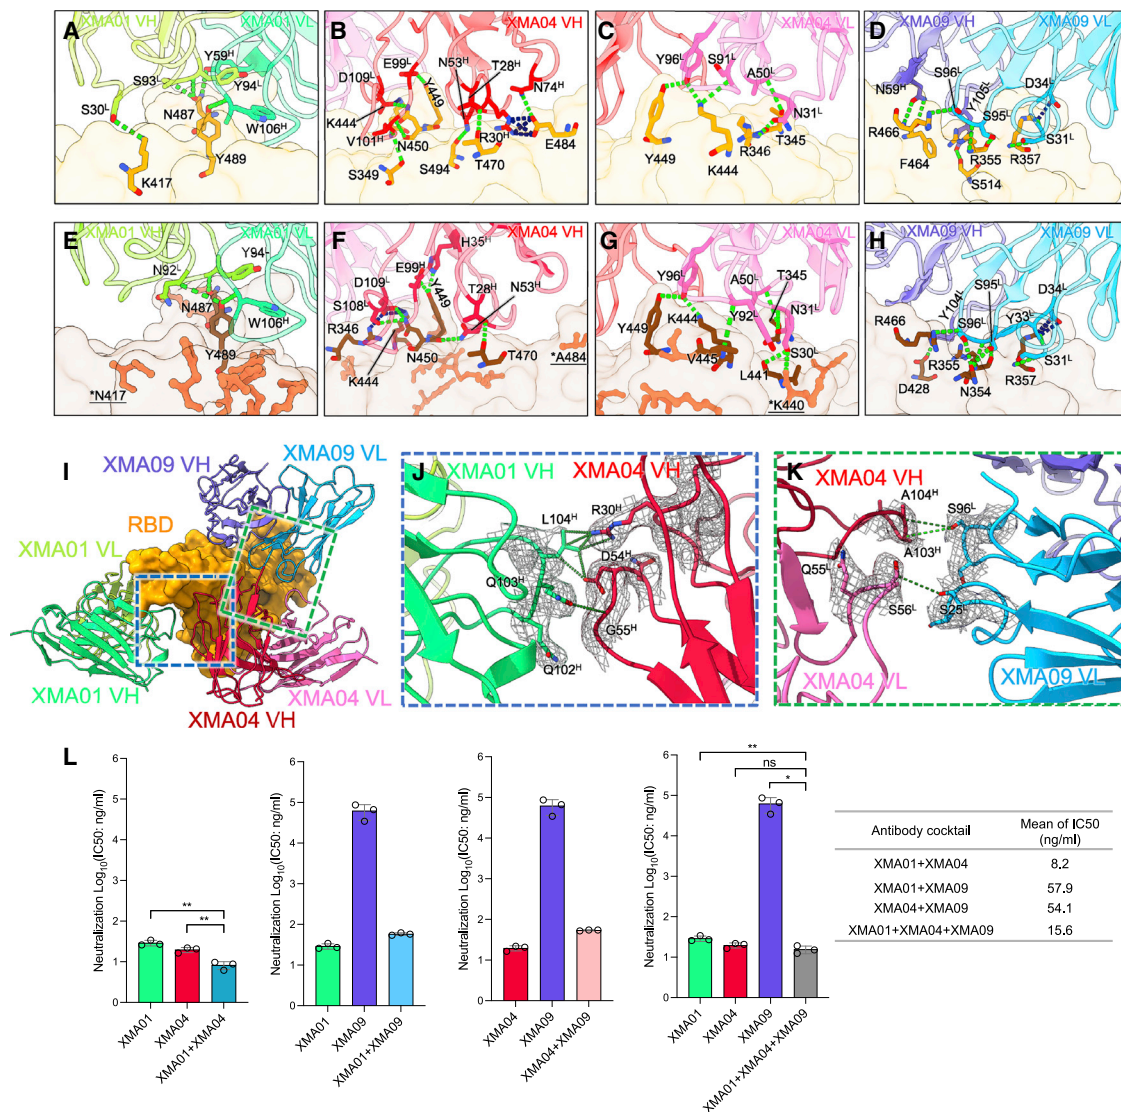 A
XMA01 VH
XMA01 VL
Y59H
S93L
Y94L
S30L
N487
W106H
Y489
K417
B
XMA04 VH
E99L
N53H
T28H
D109L
Y449
N74H
K444
V101H
N450
R30H
S349
S494
T470
E484
C
XMA04 VL
Y96L
S91L
A50L
N31L
R346
T345
Y449
K444
D
XMA09 VH
XMA09 VL
S96L
Y105L
D34L
N59H
S95L
R466
S31L
F464
R355
R357
S514
E
XMA01 VH
XMA01 VL
Y94L
N92L
N487
W106H
Y489
*N417
F
XMA04 VH
H35H
E99H
Y449
D109L
T28H
N53H
S108L
R346
N450
T470
*A484
K444
G
XMA04 VL
Y96L
A50L
T345
K444
Y92L
N31L
Y449
V445
S30L
L441
*K440
H
XMA09 VH
XMA09 VL
Y104L
S95L
D34L
R466
S96L
Y33L
R355
S31L
D428
N354
R357
I
XMA09 VH
XMA09 VL
RBD
XMA01 VL
XMA01 VH
XMA04 VL
XMA04 VH
J
XMA01 VH
XMA04 VH
L104H
R30H
D54H
Q103H
G55H
Q102H
K
XMA04 VH
A104H
S96L
A103H
Q55L
S56L
S25L
XMA04 VL
XMA09 VL
L
Neutralization Log10(IC50: ng/ml)
6
5
4
3
2
1
0
**
**
XMA01
XMA04
XMA01+XMA04
Neutralization Log10(IC50: ng/ml)
6
5
4
3
2
1
0
XMA01
XMA09
XMA01+XMA09
Neutralization Log10(IC50: ng/ml)
6
5
4
3
2
1
0
XMA04
XMA09
XMA04+XMA09
Neutralization Log10(IC50: ng/ml)
6
5
4
3
2
1
0
**
ns
*
XMA01
XMA04
XMA09
XMA01+XMA04+XMA09
Antibody cocktail
Mean of IC50
(ng/ml)
XMA01+XMA04 8.2
XMA01+XMA09 57.9
XMA04+XMA09 54.1
XMA01+XMA04+XMA09 15.6